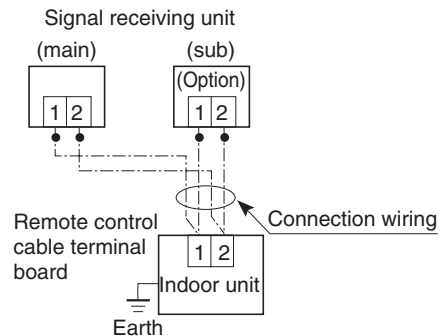 Signal receiving unit
(main)
(sub)
(Option)
1 2
1 2
Remote control
cable terminal
board
Connection wiring
1 2
Indoor unit
Earth